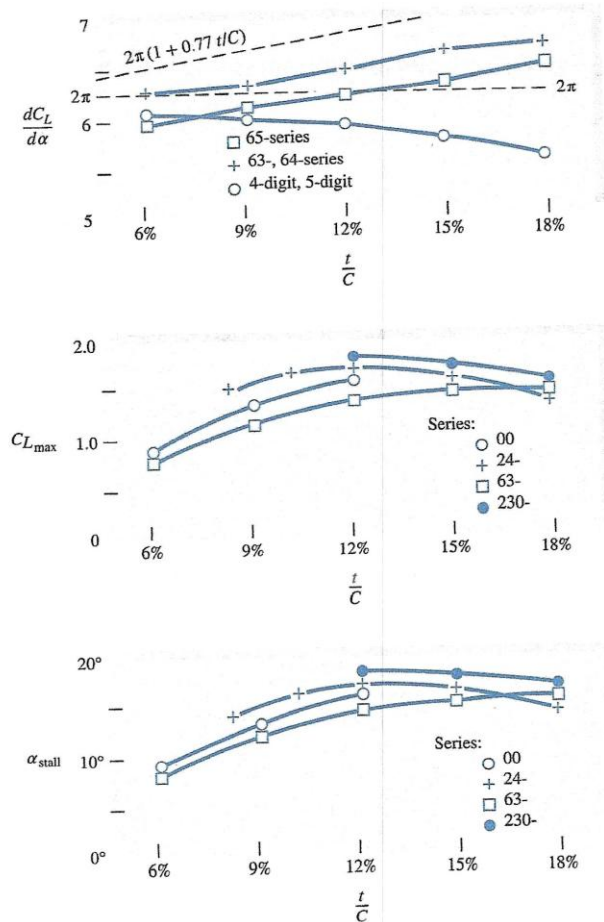 7
2π(1 + 0.77 t/C)
2π
2π
dC_L
dα
6
65-series
63-, 64-series
4-digit, 5-digit
5
6%
9%
12%
15%
18%
t
C
2.0
C_Lmax
1.0
Series:
00
24-
63-
230-
0
6%
9%
12%
15%
18%
t
C
20°
α_stall
10°
Series:
00
24-
63-
230-
0°
6%
9%
12%
15%
18%
t
C